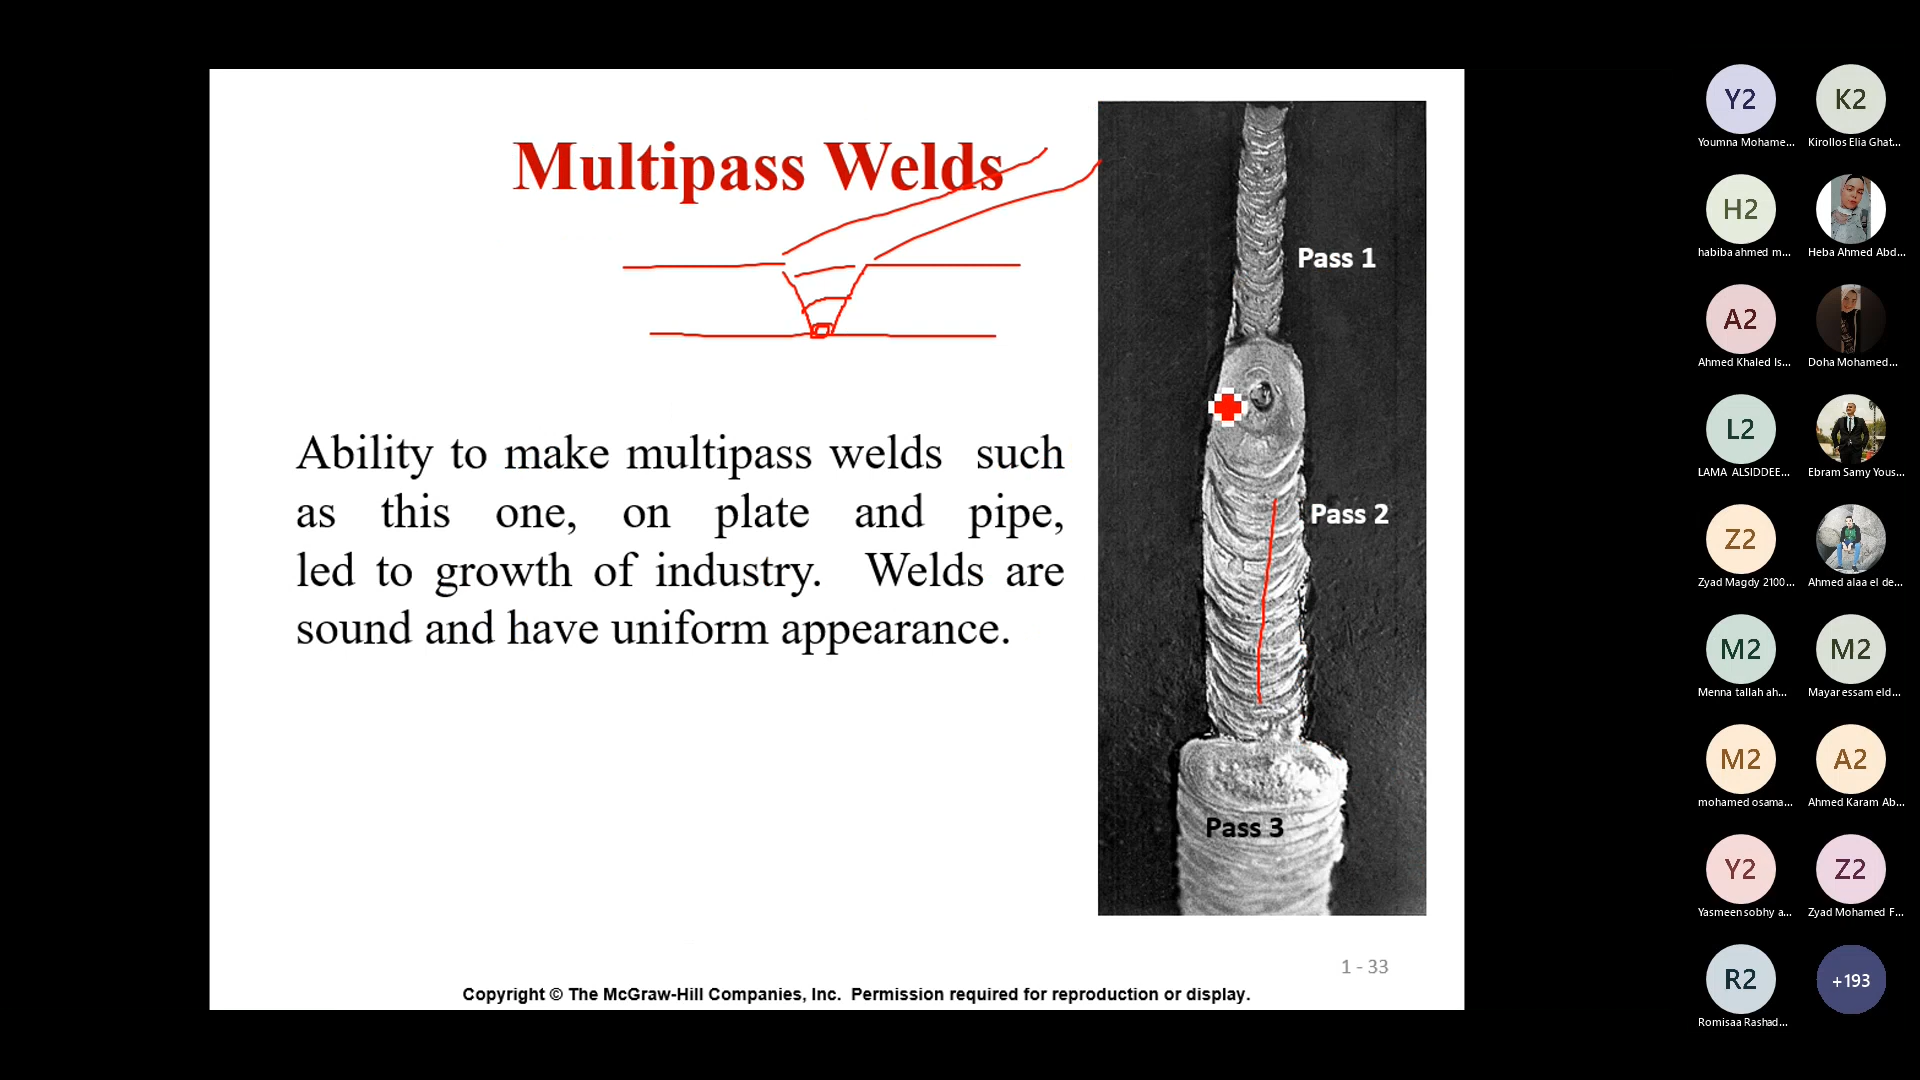 Multipass Welds
Ability to make multipass welds such
as this one, on plate and pipe,
led to growth of industry. Welds are
sound and have uniform appearance.
Pass 1
Pass 2
Pass 3
1 - 33
Copyright © The McGraw-Hill Companies, Inc. Permission required for reproduction or display.
Y2
Youmna Mohame...
K2
Kirollos Elia Ghat...
H2
habiba ahmed m...
Heba Ahmed Abd...
A2
Ahmed Khaled Is...
Doha Mohamed...
L2
LAMA ALSIDDEE...
Ebram Samy Yous...
Z2
Zyad Magdy 2100...
Ahmed alaa el de...
M2
Menna tallah ah...
M2
Mayar essam eld...
M2
mohamed osama...
A2
Ahmed Karam Ab...
Y2
Yasmeen sobhy a...
Z2
Zyad Mohamed F...
R2
Romisaa Rashad...
+193